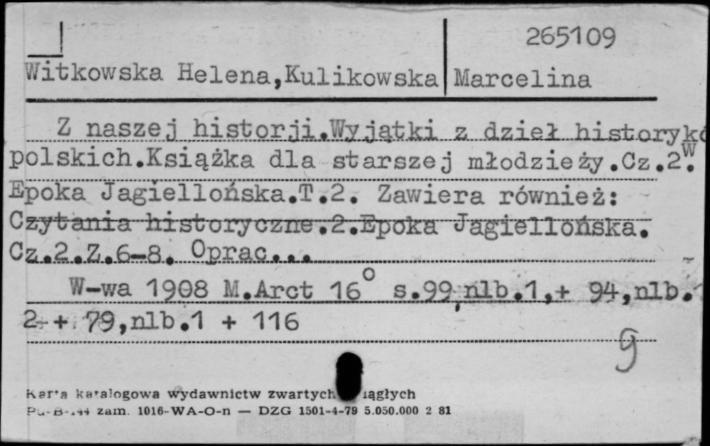 265109
Witkowska Helena,Kulikowska Marcelina
Z naszej historji.Wyjątki z dzieł historyków
polskich.Książka dla starszej młodzieży.Cz.2.
Epoka Jagiellońska.T.2. Zawiera również:
Czytania historyczne.2.Epoka Jagiellońska.
Cz.2.Z.6-8. Oprac...
W-wa 1908 M.Arct 16° s.99,nlb.1,+ 94,nlb.
2 + 79,nlb.1 + 116
9
Karta katalogowa wydawnictw zwartych ciągłych
zam. 1016-WA-O-n — DZG 1501-4-79 5.050.000 2 81